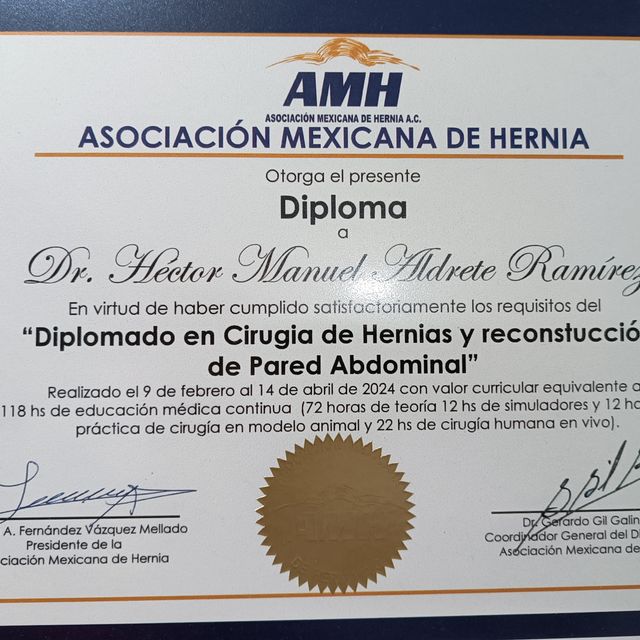 AMH
ASOCIACIÓN MEXICANA DE HERNIA A.C.
ASOCIACIÓN MEXICANA DE HERNIA
Otorga el presente
Diploma
a
Dr. Héctor Manuel Aldrete Ramírez
En virtud de haber cumplido satisfactoriamente los requisitos del
“Diplomado en Cirugia de Hernias y reconstucció
de Pared Abdominal”
Realizado el 9 de febrero al 14 de abril de 2024 con valor curricular equivalente a
118 hs de educación médica continua (72 horas de teoría 12 hs de simuladores y 12 ho
práctica de cirugía en modelo animal y 22 hs de cirugía humana en vivo).
A. Fernández Vázquez Mellado
Presidente de la
ciación Mexicana de Hernia
Dr. Gerardo Gil Galin
Coordinador General del Di
Asociación Mexicana de